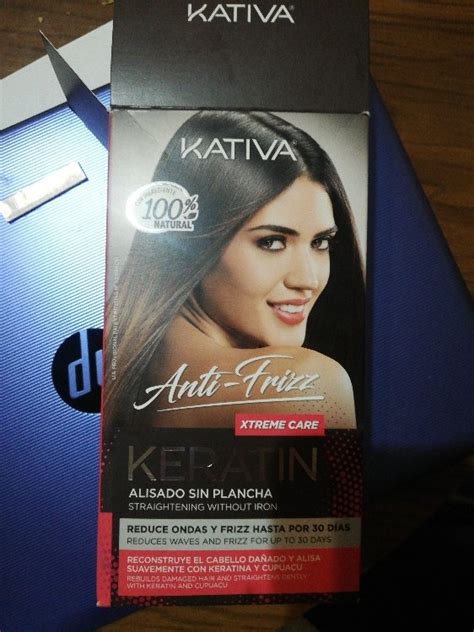 KATIVA
KATIVA
100%
NATURAL
Anti-Frizz
XTREME CARE
KERATIN
ALISADO SIN PLANCHA
STRAIGHTENING WITHOUT IRON
REDUCE ONDAS Y FRIZZ HASTA POR 30 DÍAS
REDUCES WAVES AND FRIZZ FOR UP TO 30 DAYS
RECONSTRUYE EL CABELLO DAÑADO Y ALISA
SUAVEMENTE CON KERATINA Y CUPUAÇU
REBUILDS DAMAGED HAIR AND STRAIGHTENS GENTLY
WITH KERATIN AND CUPUAÇU